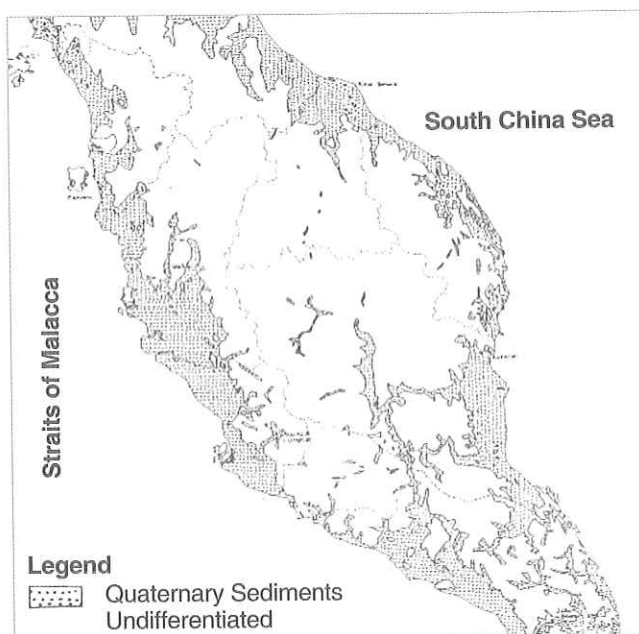 South China Sea
Straits of Malacca
Legend
Quaternary Sediments
Undifferentiated